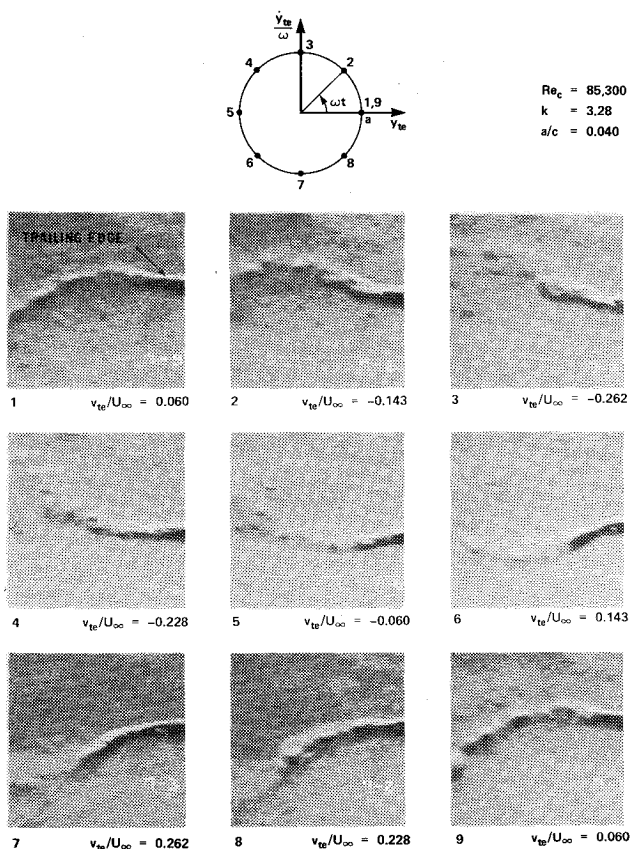 ẏte
ω
3
4
2
ωt
5
1,9
a
yte
6
8
7
Rec = 85,300
k = 3,28
a/c = 0.040
TRAILING EDGE
1 vte/U∞ = 0.060
2 vte/U∞ = -0.143
3 vte/U∞ = -0.262
4 vte/U∞ = -0.228
5 vte/U∞ = -0.060
6 vte/U∞ = 0.143
7 vte/U∞ = 0.262
8 vte/U∞ = 0.228
9 vte/U∞ = 0.060